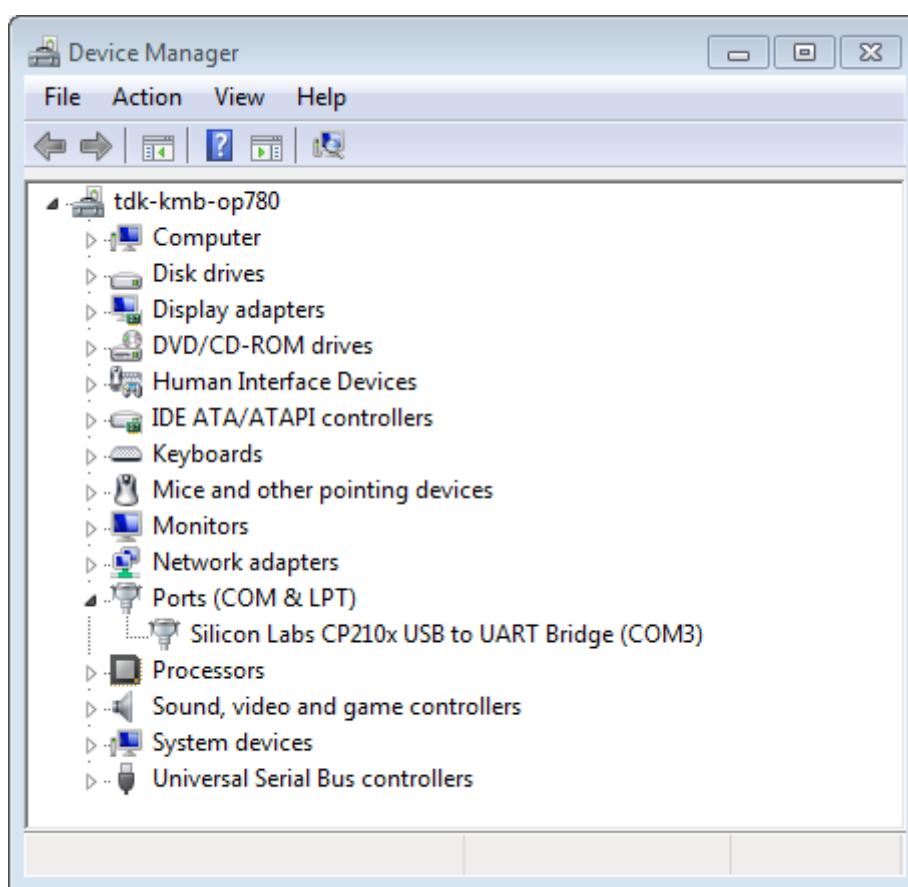 Device Manager
File Action View Help
tdk-kmb-op780
Computer
Disk drives
Display adapters
DVD/CD-ROM drives
Human Interface Devices
IDE ATA/ATAPI controllers
Keyboards
Mice and other pointing devices
Monitors
Network adapters
Ports (COM & LPT)
Silicon Labs CP210x USB to UART Bridge (COM3)
Processors
Sound, video and game controllers
System devices
Universal Serial Bus controllers